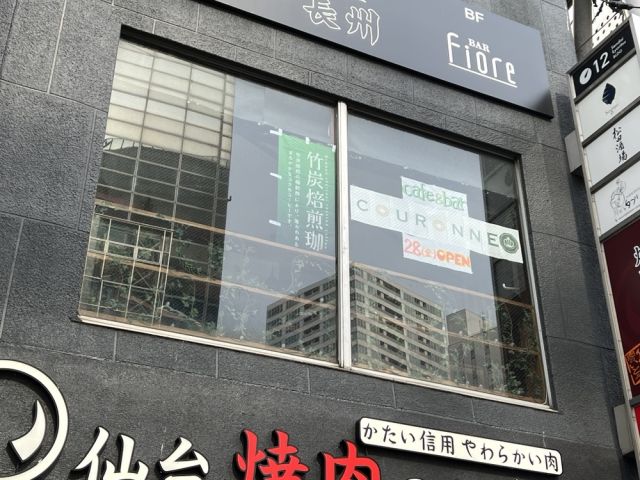 長州
BF
BAR
Fiore
12
竹炭焙煎珈
cafe&bar
COURONNE
28(金)OPEN
かたい信用 やわらかい肉
仙台 焼肉